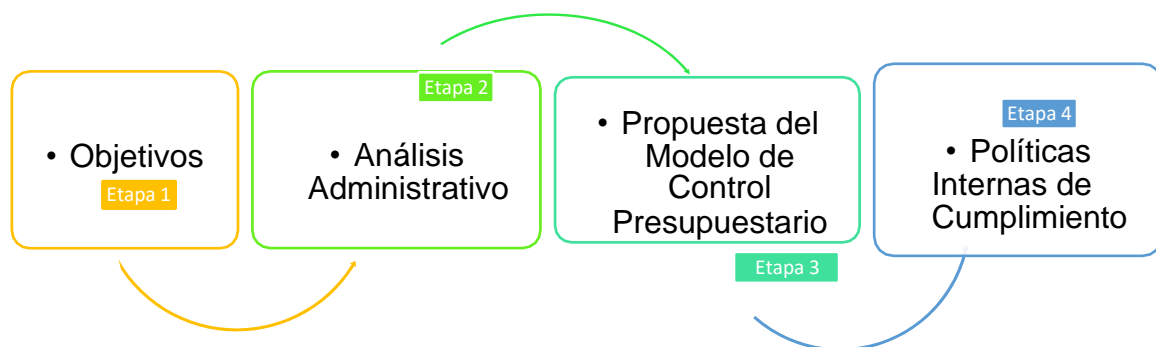 • Objetivos
Etapa 1
Etapa 2
• Análisis
Administrativo
• Propuesta del
Modelo de
Control
Presupuestario
Etapa 3
Etapa 4
• Políticas
Internas de
Cumplimiento